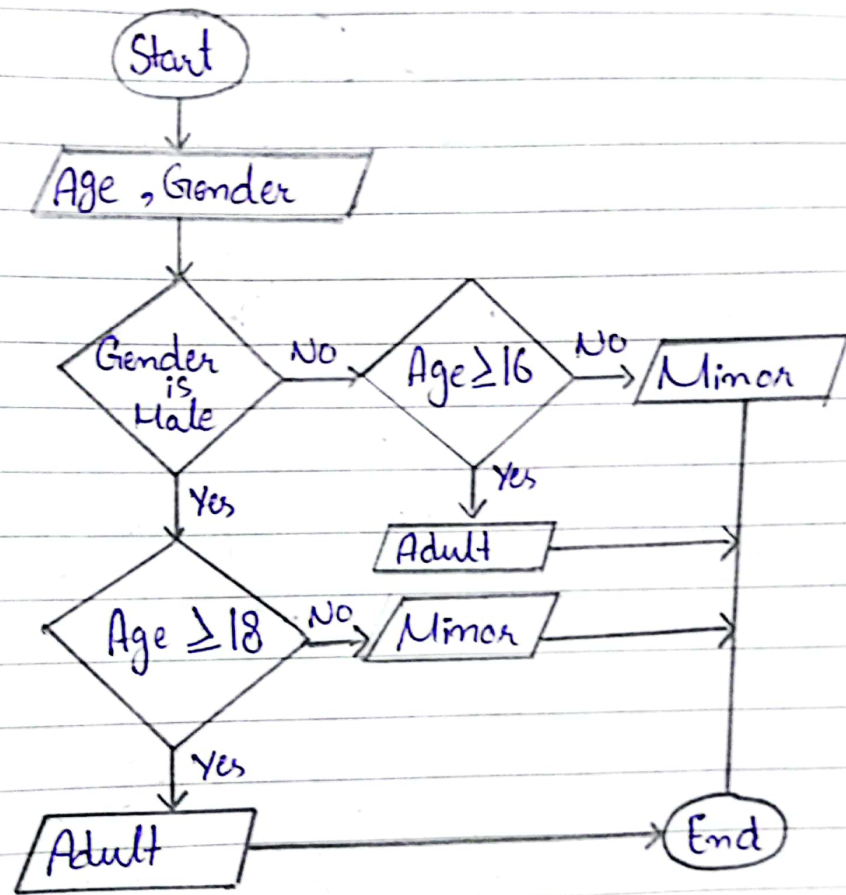 Start
Age, Gender
Gender
is
Male
NO
Age ≥ 16
NO
Minor
Yes
Yes
Adult
Age ≥ 18
NO
Minor
Yes
Adult
End